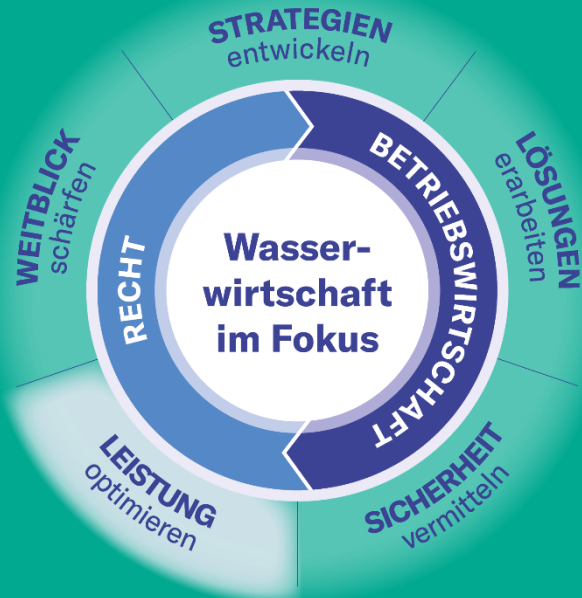 STRATEGIEN
entwickeln
LÖSUNGEN
erarbeiten
SICHERHEIT
vermitteln
LEISTUNG
optimieren
WEITBLICK
schärfen
RECHT
BETRIEBSWIRTSCHAFT
Wasser-
wirtschaft
im Fokus